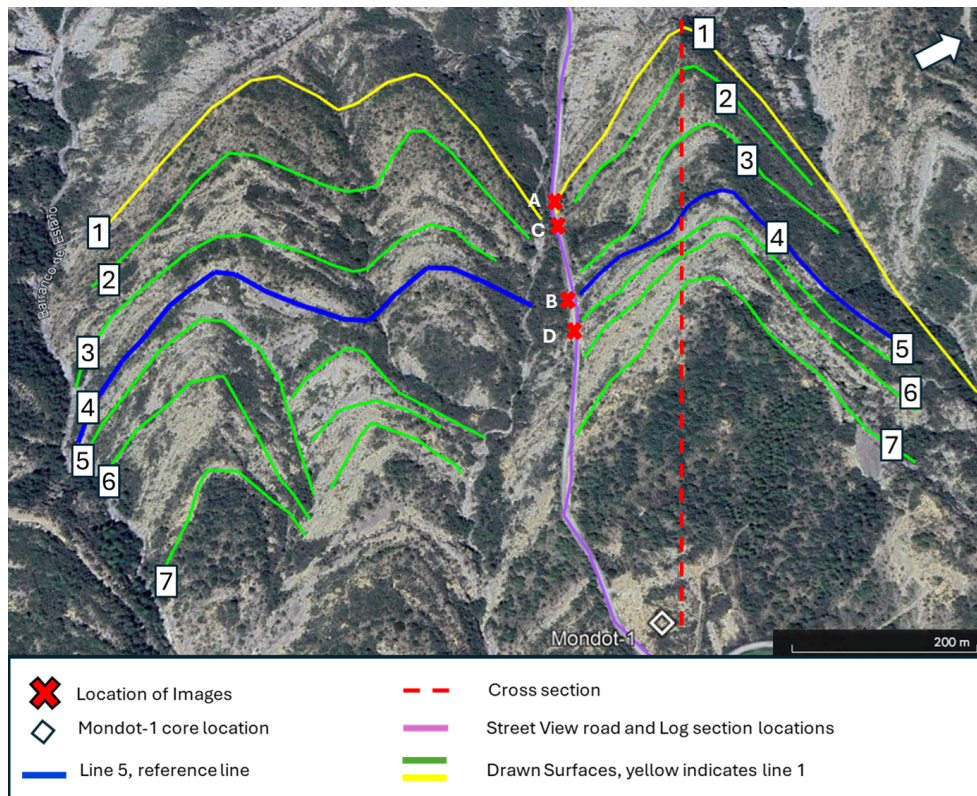 1
2
3
A
C
4
B
D
5
6
7
1
2
3
4
5
6
7
Barranco de Estaro
Mondot-1
200 m
Location of Images
Cross section
Mondot-1 core location
Street View road and Log section locations
Line 5, reference line
Drawn Surfaces, yellow indicates line 1